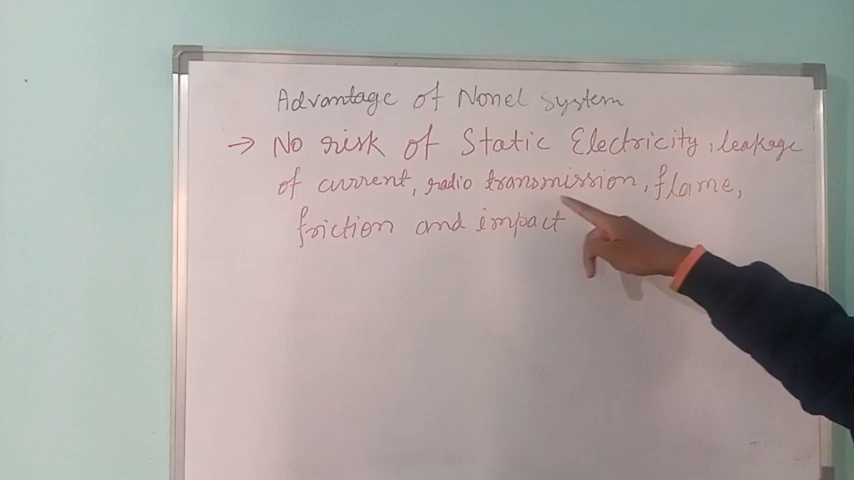 Advantage of Nonel System
→ No risk of Static Electricity, leakage
of current, radio transmission, flame,
friction and impact